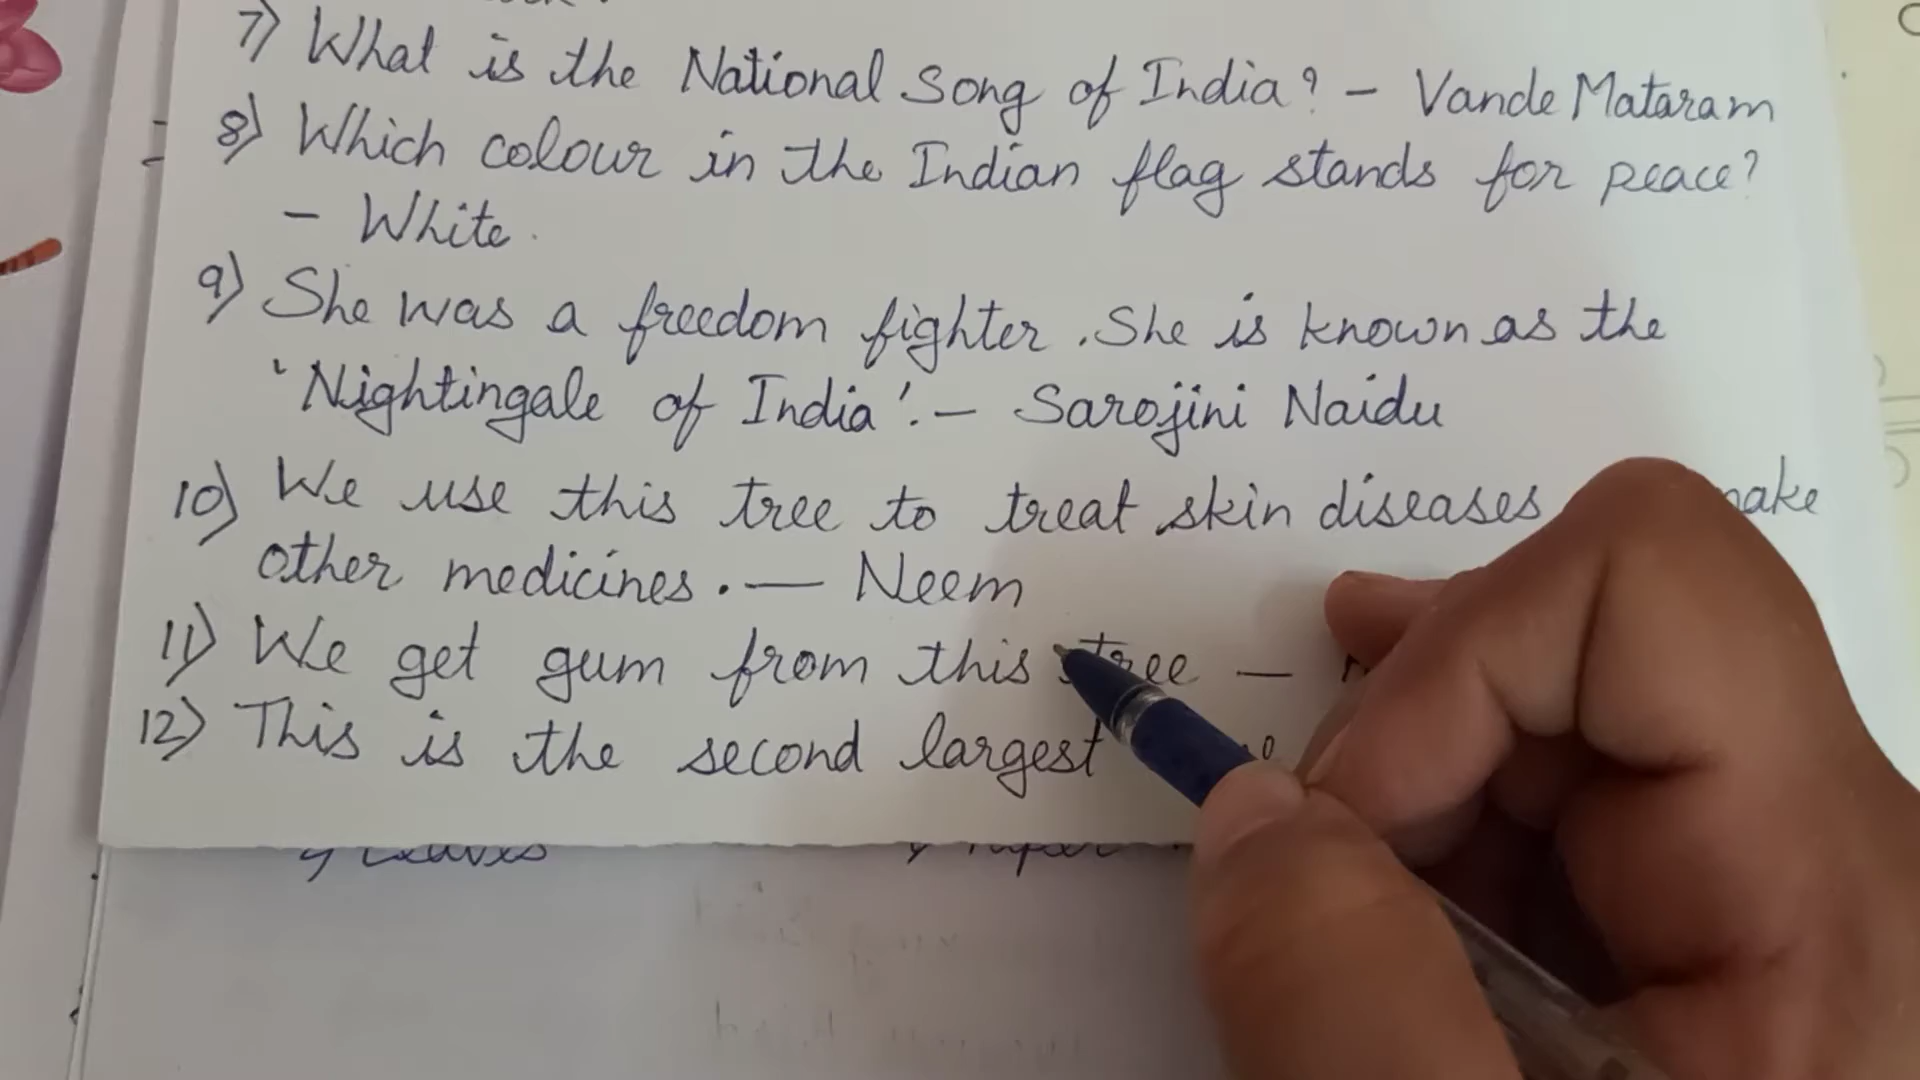 7) What is the National Song of India? - Vande Mataram
8) Which colour in the Indian flag stands for peace?
- White.
9) She was a freedom fighter. She is known as the
'Nightingale of India'. - Sarojini Naidu
10) We use this tree to treat skin diseases
other medicines. — Neem
11) We get gum from this tree —
12) This is the second largest